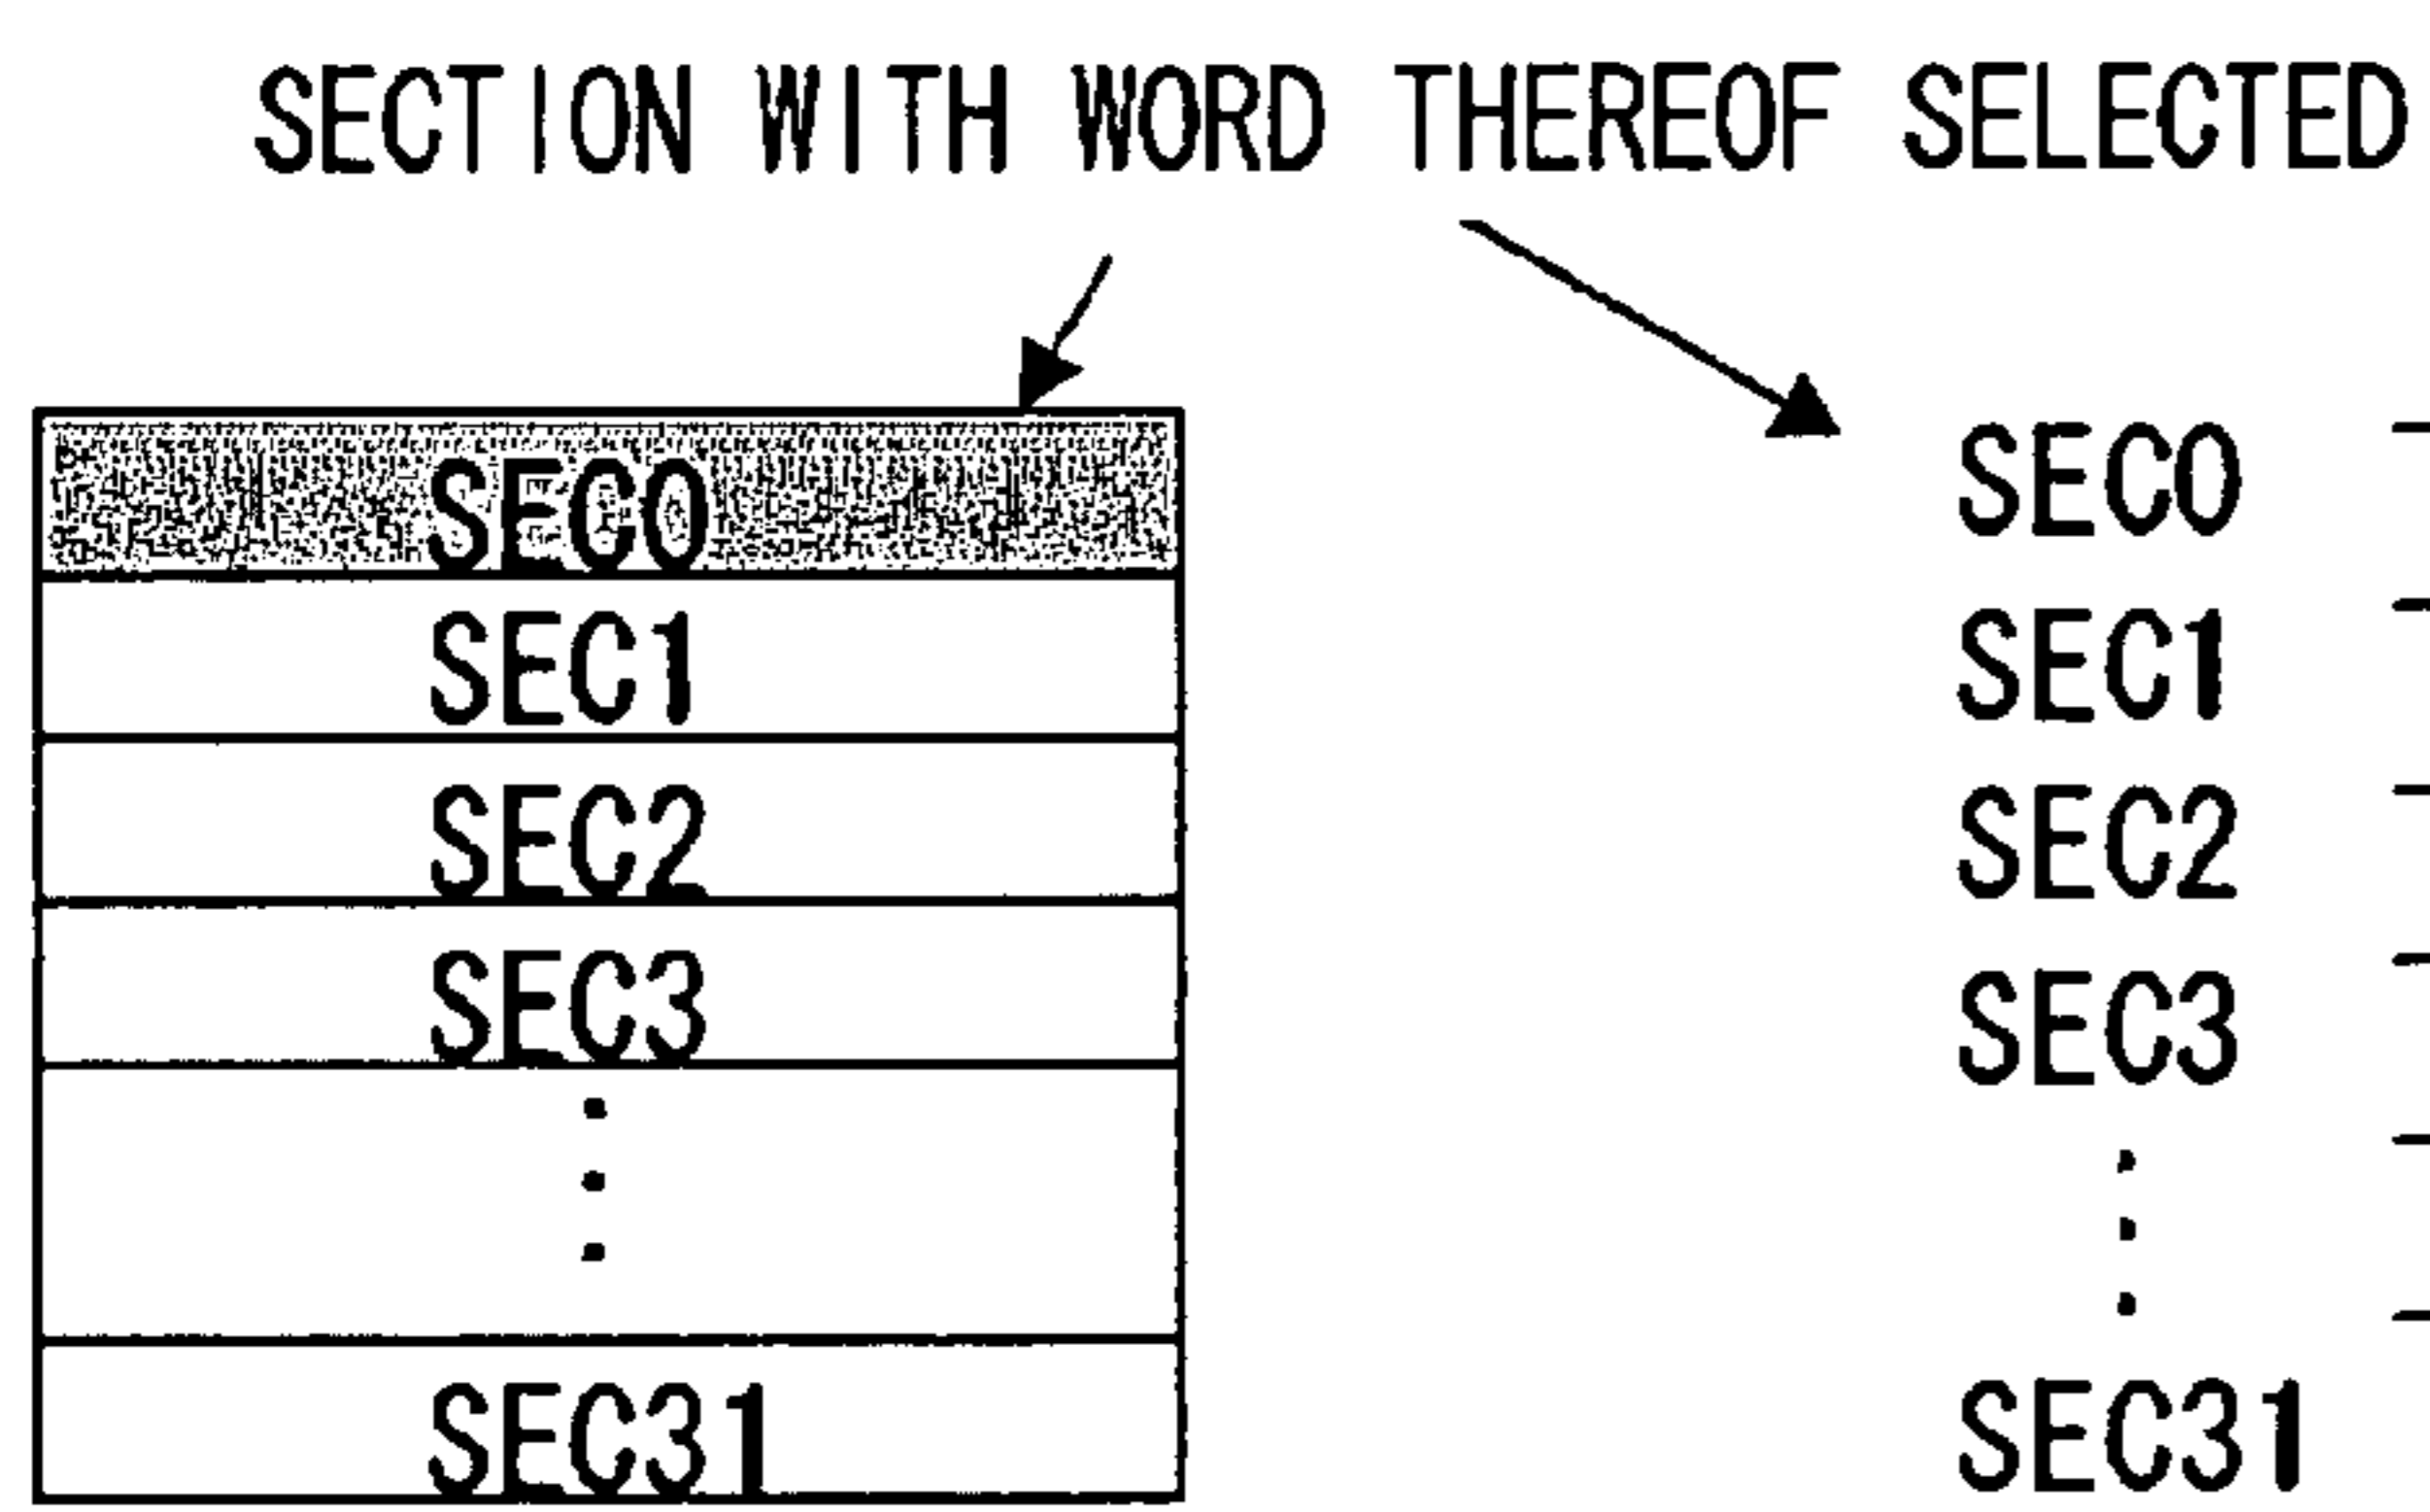 SECTION WITH WORD THEREOF SELECTED
SEC0 SEC0
SEC1 SEC1
SEC2 SEC2
SEC3 SEC3
SEC31 SEC31